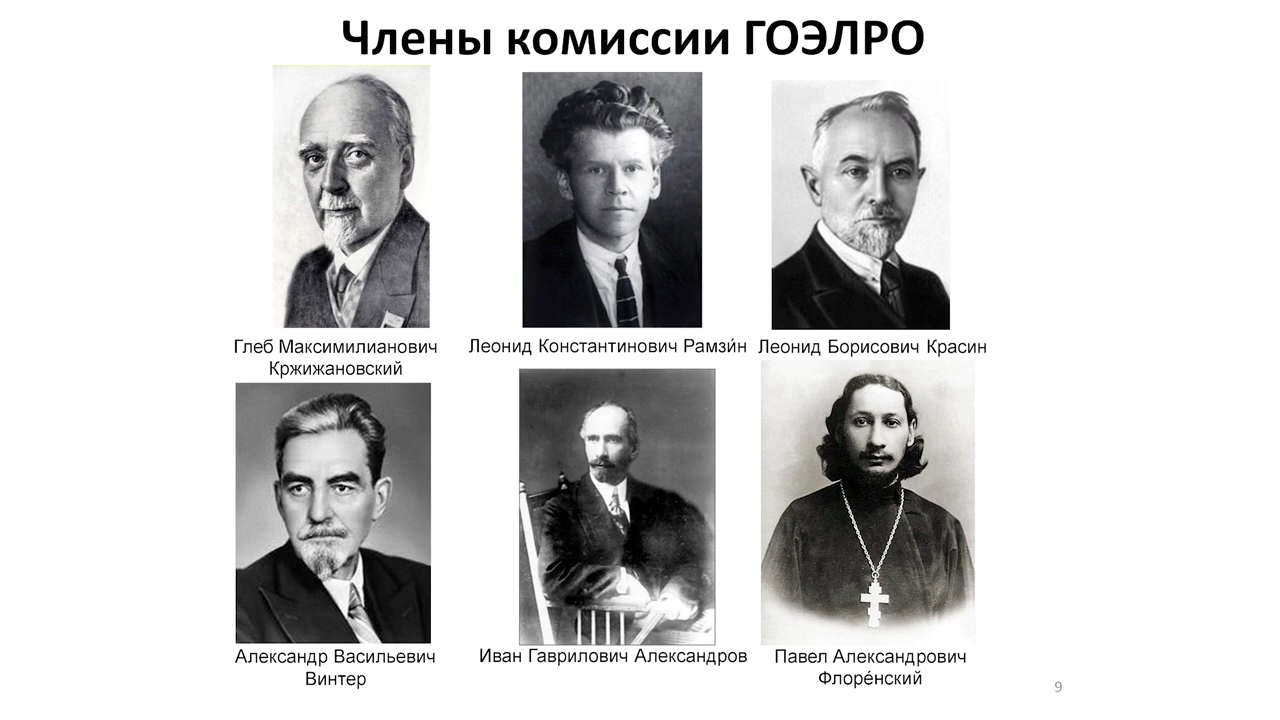 Члены комиссии ГОЭЛРО
Глеб Максимилианович
Кржижановский
Леонид Константинович Рамзи́н
Леонид Борисович Красин
Александр Васильевич
Винтер
Иван Гаврилович Александров
Павел Александрович
Флоре́нский
9